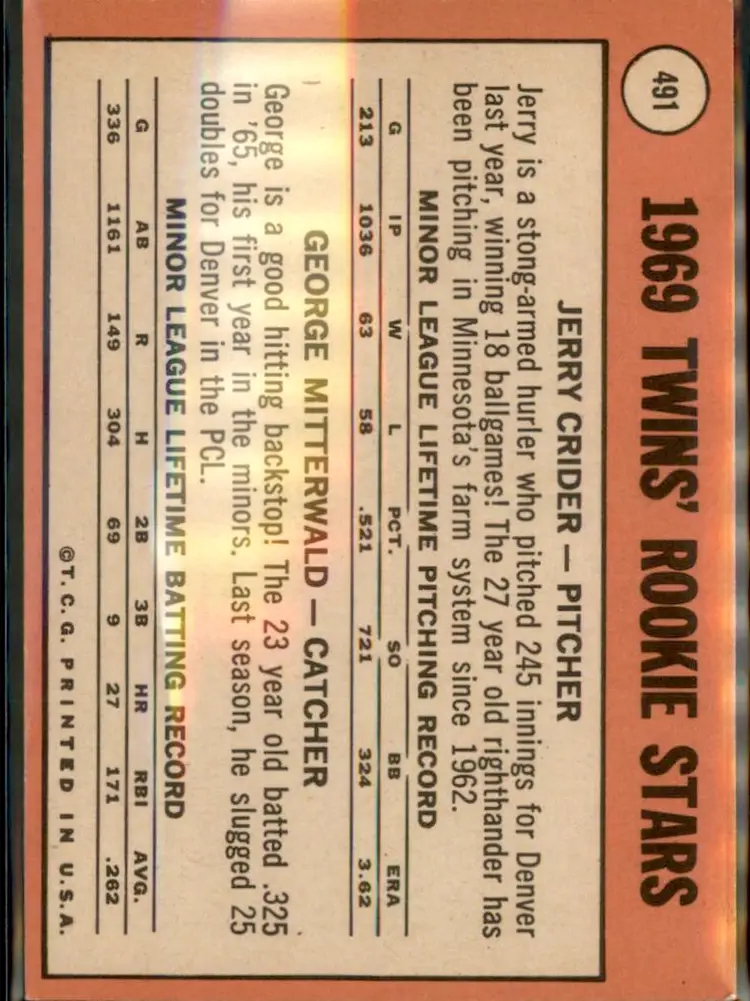 491
1969 TWINS' ROOKIE STARS
JERRY CRIDER — PITCHER
Jerry is a stong-armed hurler who pitched 245 innings for Denver
last year, winning 18 ballgames! The 27 year old righthander has
been pitching in Minnesota's farm system since 1962.
MINOR LEAGUE LIFETIME PITCHING RECORD
G IP W L PCT. SO BB ERA
213 1036 63 58 .521 721 324 3.62
GEORGE MITTERWALD — CATCHER
George is a good hitting backstop! The 23 year old batted .325
in '65, his first year in the minors. Last season, he slugged 25
doubles for Denver in the PCL.
MINOR LEAGUE LIFETIME BATTING RECORD
G AB R H 2B 3B HR RBI AVG.
336 1161 149 304 69 9 27 171 .262
©T.C.G. PRINTED IN U.S.A.